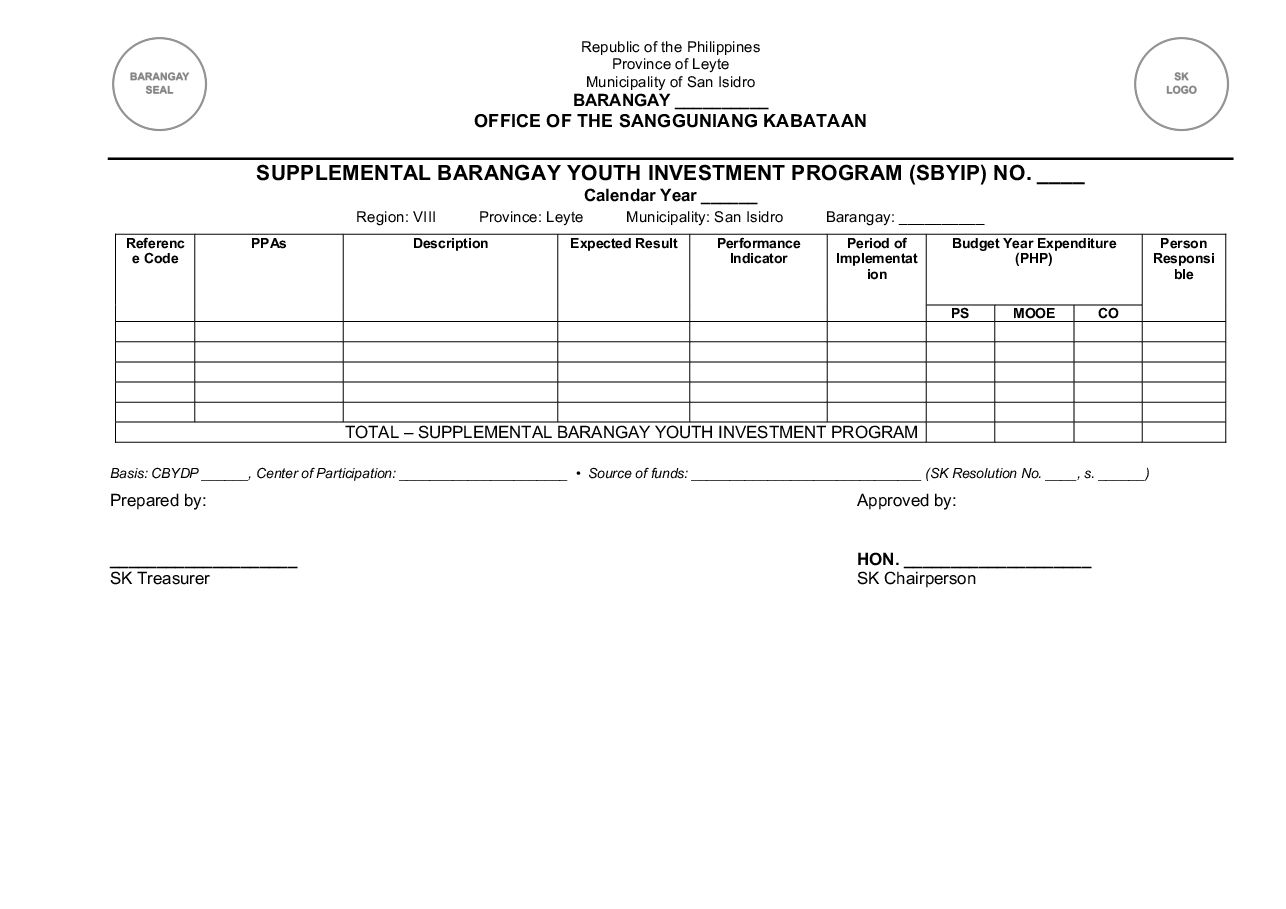 BARANGAY
SEAL
Republic of the Philippines
Province of Leyte
Municipality of San Isidro
BARANGAY __________
OFFICE OF THE SANGGUNIANG KABATAAN
SK
LOGO
SUPPLEMENTAL BARANGAY YOUTH INVESTMENT PROGRAM (SBYIP) NO. ____
Calendar Year ______
Region: VIII Province: Leyte Municipality: San Isidro Barangay: __________
Referenc
e Code
PPAs
Description
Expected Result
Performance
Indicator
Period of
Implementat
ion
Budget Year Expenditure
(PHP)
Person
Responsi
ble
PS MOOE CO
TOTAL – SUPPLEMENTAL BARANGAY YOUTH INVESTMENT PROGRAM
Basis: CBYDP ______, Center of Participation: ______________________ • Source of funds: ______________________________ (SK Resolution No. ____, s. ______)
Prepared by: Approved by:
____________________ HON. ____________________
SK Treasurer SK Chairperson